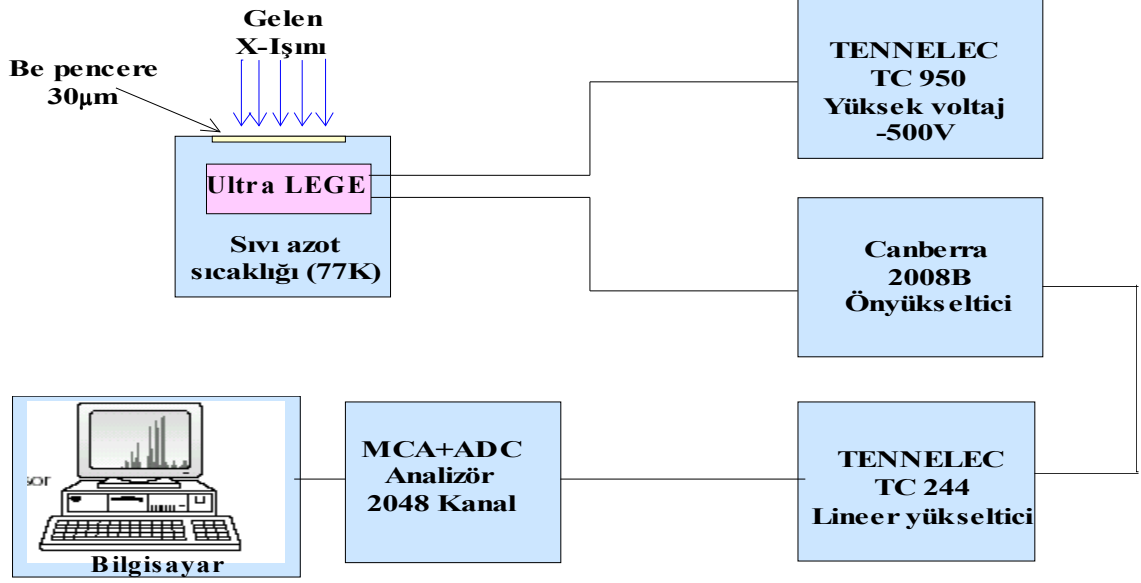 Gelen
X-Işını
Be pencere
30µm
Ultra LEGE
Sıvı azot
sıcaklığı (77K)
TENNELEC
TC 950
Yüksek voltaj
-500V
Canberra
2008B
Önyükseltici
TENNELEC
TC 244
Lineer yükseltici
MCA+ADC
Analizör
2048 Kanal
sor
Bilgisayar